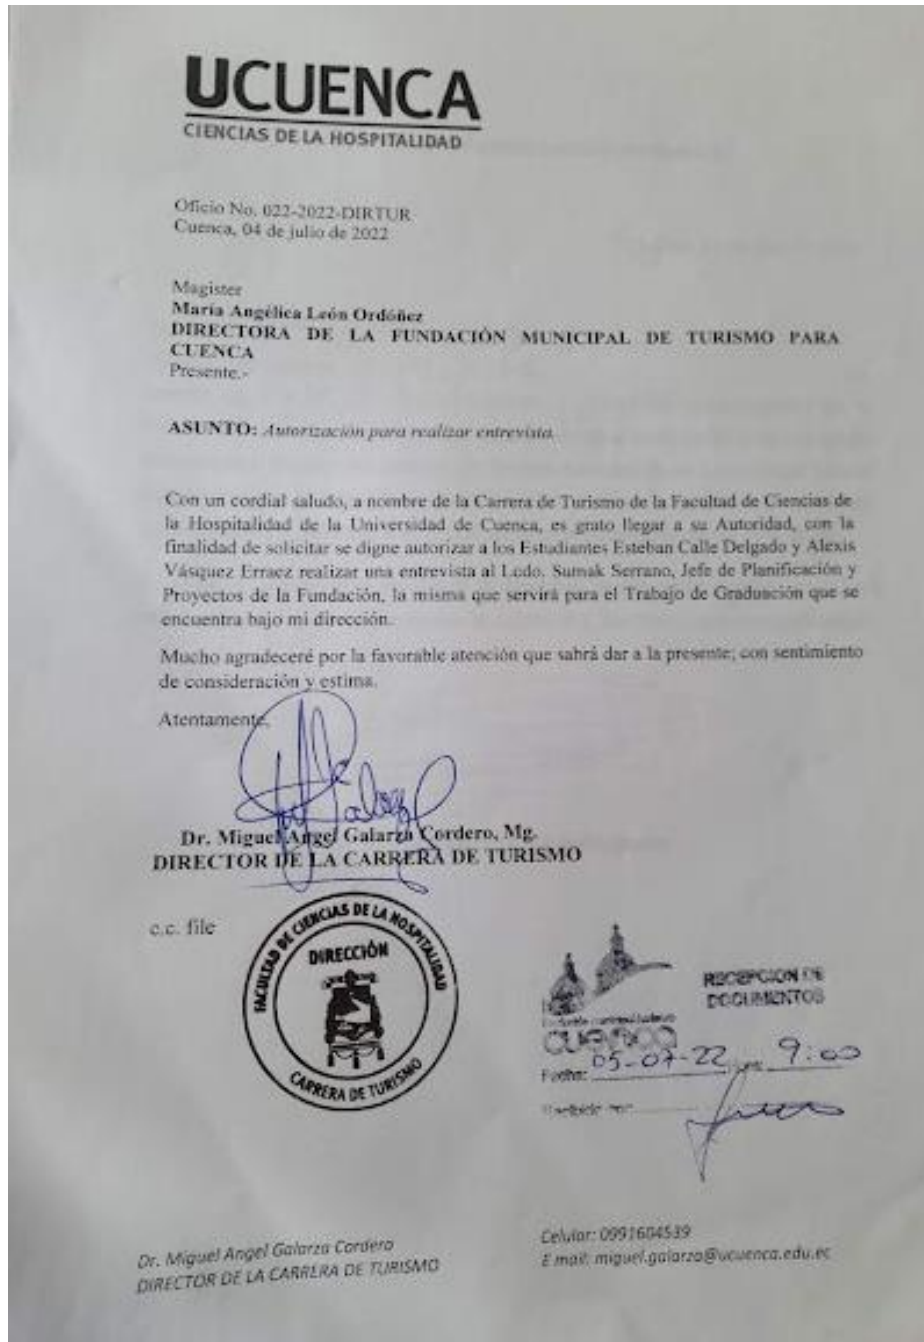 UCUENCA
CIENCIAS DE LA HOSPITALIDAD
Oficio No. 022-2022-DIRTUR
Cuenca, 04 de julio de 2022
Magister
María Angélica León Ordóñez
DIRECTORA DE LA FUNDACIÓN MUNICIPAL DE TURISMO PARA
CUENCA
Presente.-
ASUNTO: Autorización para realizar entrevista.
Con un cordial saludo, a nombre de la Carrera de Turismo de la Facultad de Ciencias de
la Hospitalidad de la Universidad de Cuenca, es grato llegar a su Autoridad, con la
finalidad de solicitar se digne autorizar a los Estudiantes Esteban Calle Delgado y Alexis
Vásquez Erraez realizar una entrevista al Lcdo. Sumak Serrano, Jefe de Planificación y
Proyectos de la Fundación, la misma que servirá para el Trabajo de Graduación que se
encuentra bajo mi dirección.
Mucho agradeceré por la favorable atención que sabrá dar a la presente; con sentimiento
de consideración y estima.
Atentamente,
Dr. Miguel Angel Galarza Cordero, Mg.
DIRECTOR DE LA CARRERA DE TURISMO
c.c. file
FACULTAD DE CIENCIAS DE LA HOSPITALIDAD
DIRECCIÓN
CARRERA DE TURISMO
RECEPCION DE
DOCUMENTOS
CUENCA
Fecha: 05-07-22 9:00
Dr. Miguel Angel Galarza Cordero
DIRECTOR DE LA CARRERA DE TURISMO
Celular: 0991604539
E mail: miguel.galarza@ucuenca.edu.ec